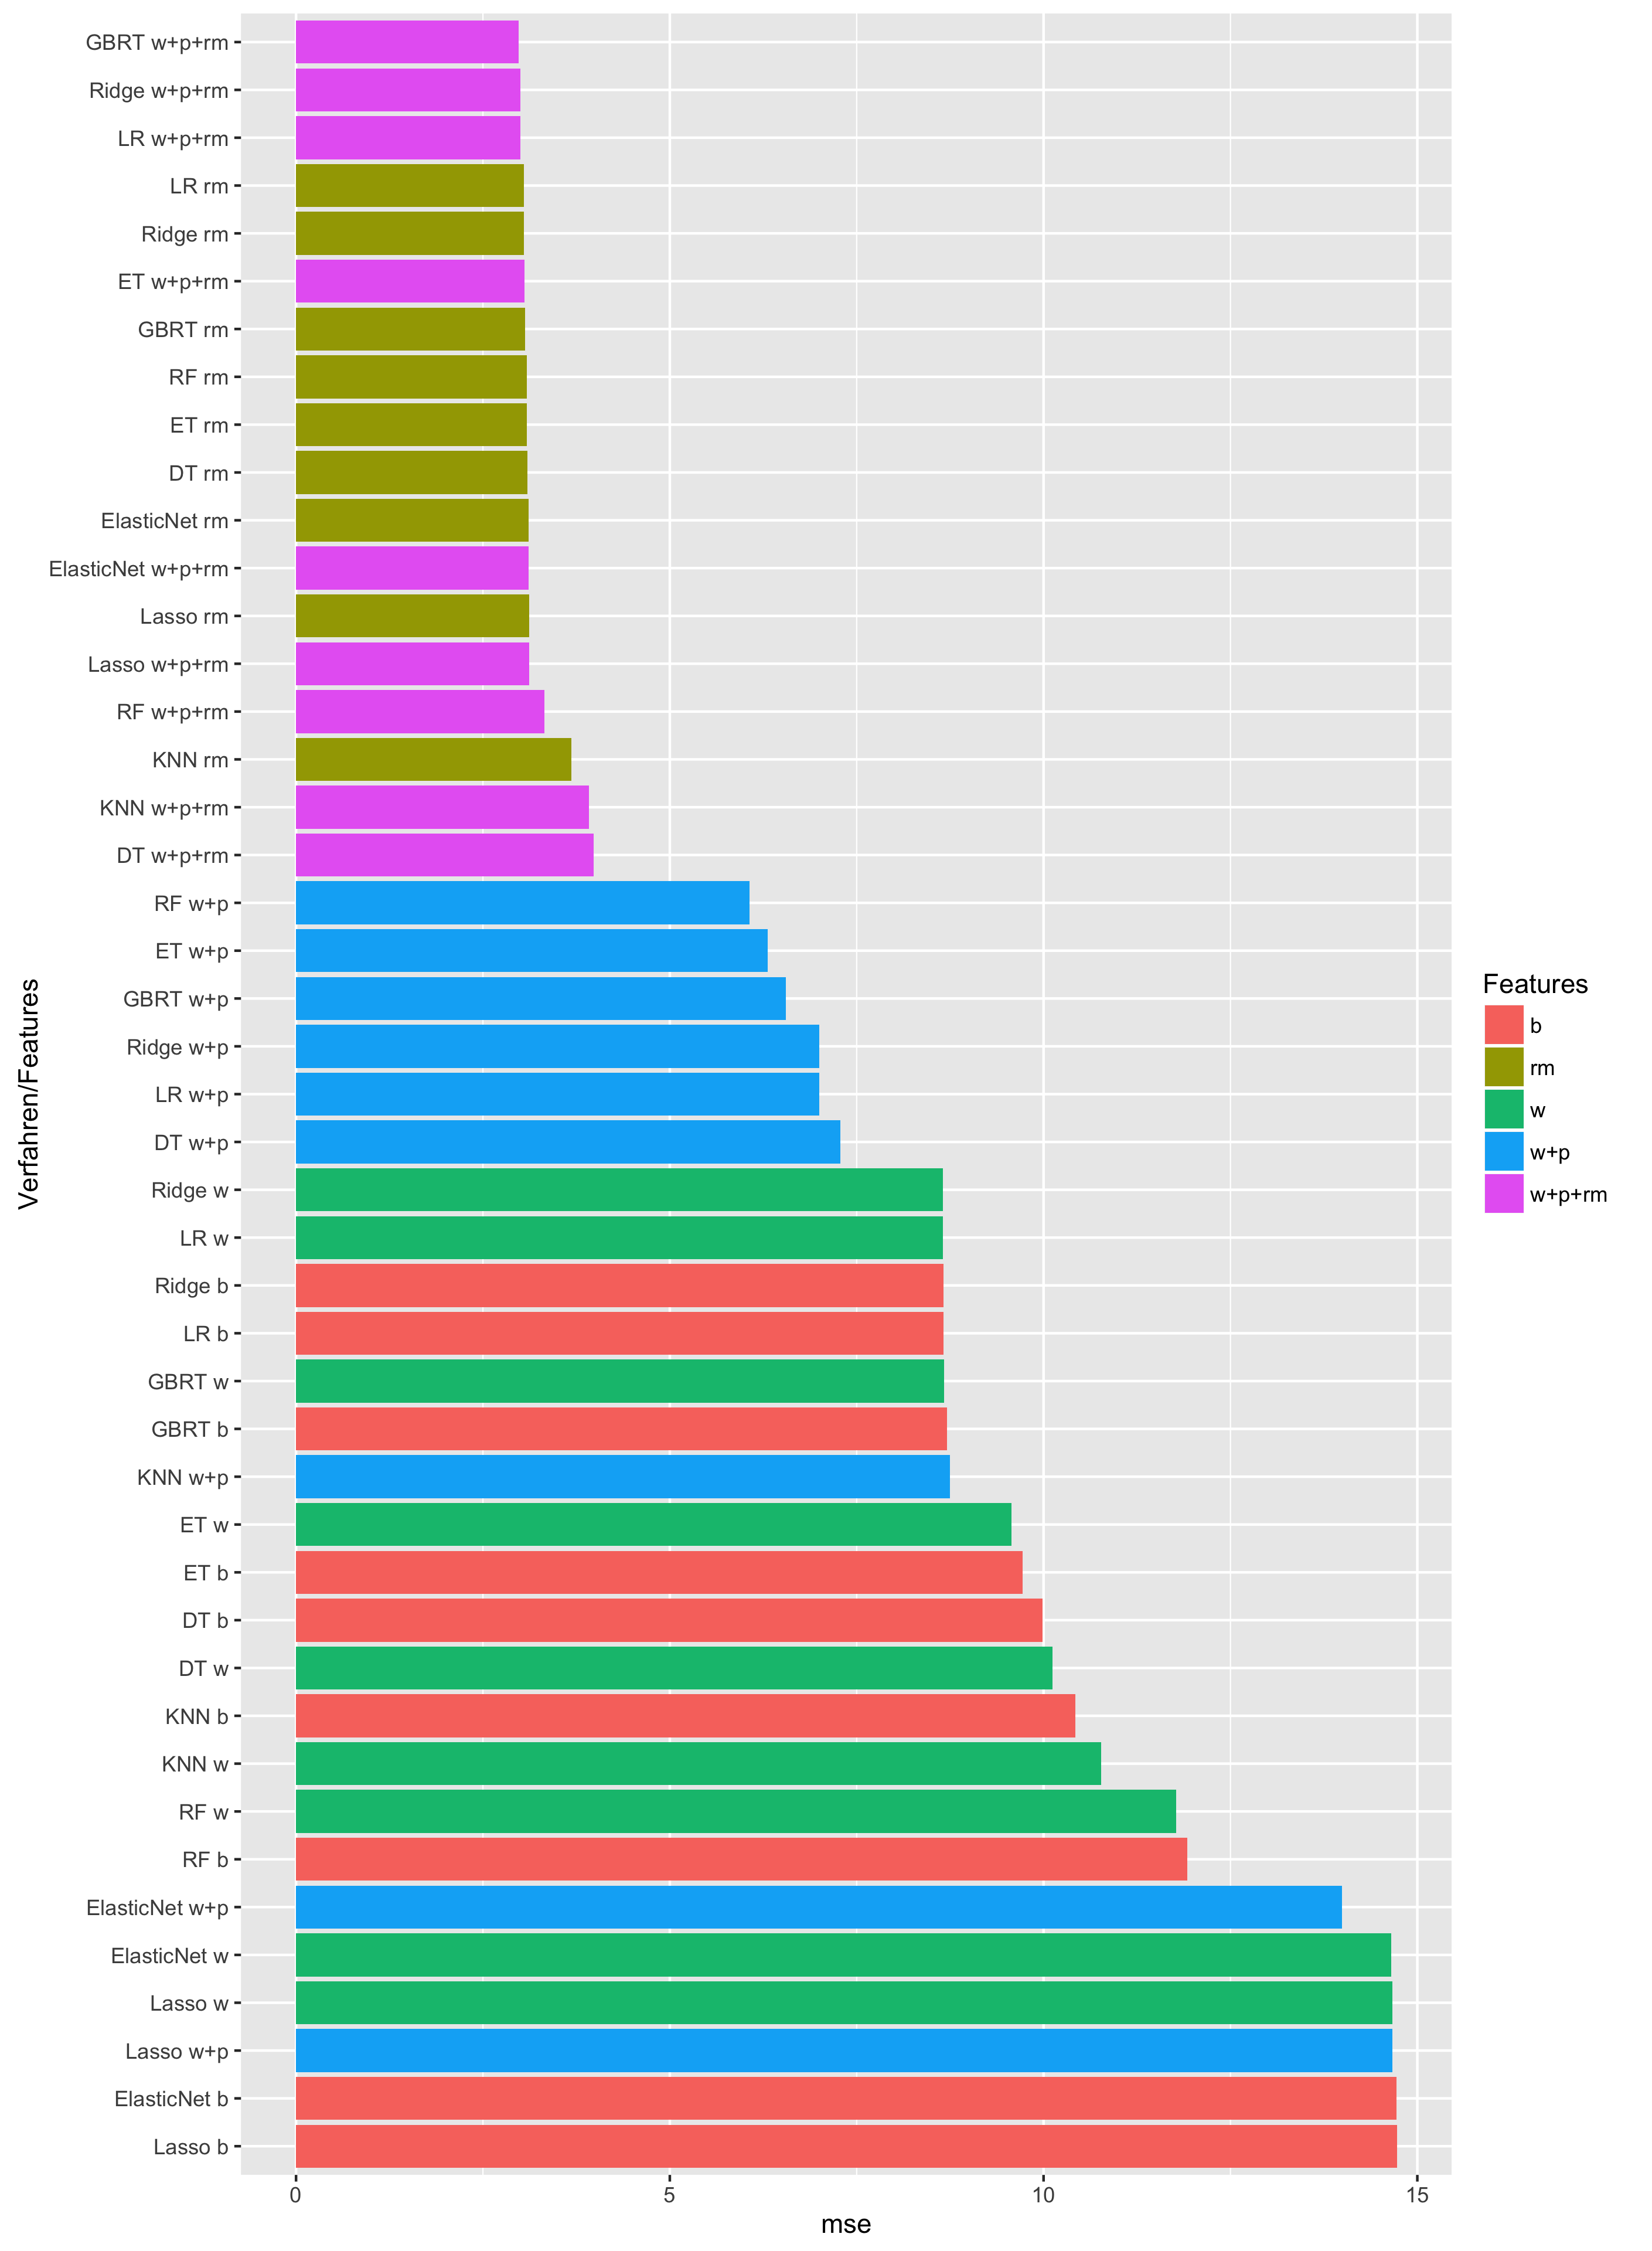 GBRT w+p+rm
Ridge w+p+rm
LR w+p+rm
LR rm
Ridge rm
ET w+p+rm
GBRT rm
RF rm
ET rm
DT rm
ElasticNet rm
ElasticNet w+p+rm
Lasso rm
Lasso w+p+rm
RF w+p+rm
KNN rm
KNN w+p+rm
DT w+p+rm
RF w+p
ET w+p
GBRT w+p
Ridge w+p
LR w+p
DT w+p
Ridge w
LR w
Ridge b
LR b
GBRT w
GBRT b
KNN w+p
ET w
ET b
DT b
DT w
KNN b
KNN w
RF w
RF b
ElasticNet w+p
ElasticNet w
Lasso w
Lasso w+p
ElasticNet b
Lasso b
Verfahren/Features
0 5 10 15
mse
Features
b
rm
w
w+p
w+p+rm